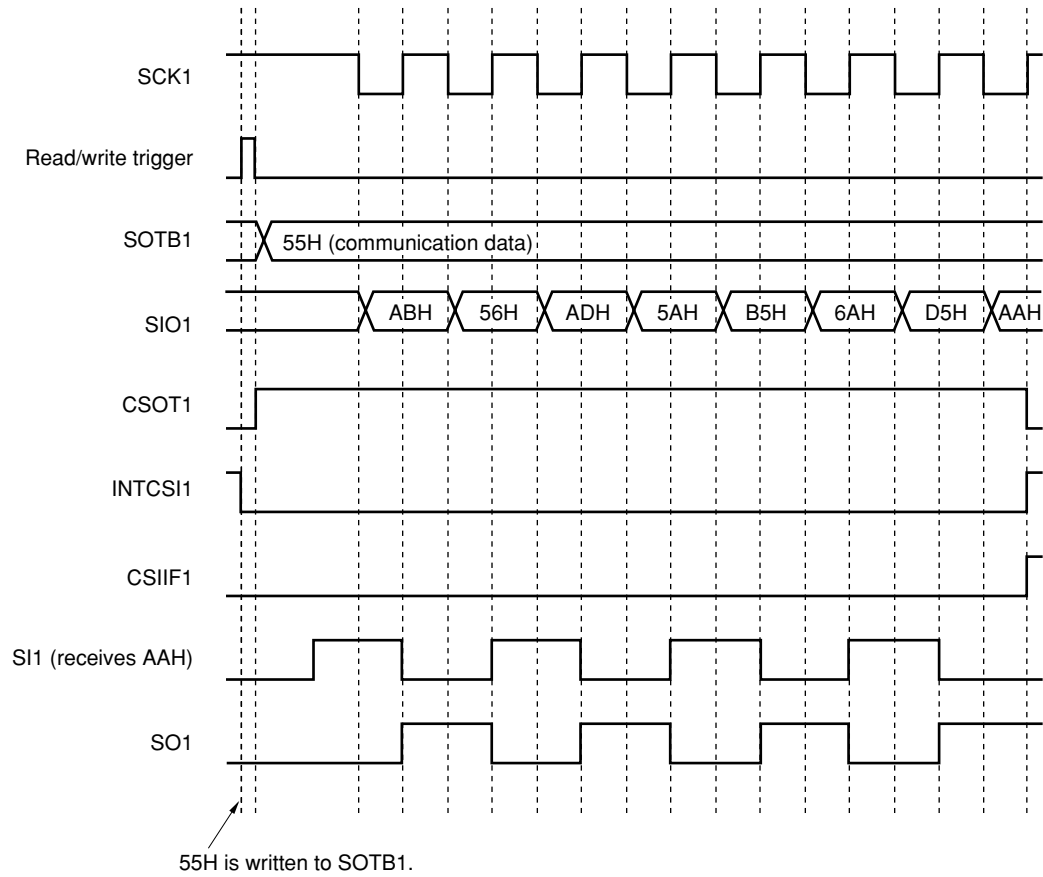 SCK1
Read/write trigger
SOTB1
55H (communication data)
SIO1
ABH 56H ADH 5AH B5H 6AH D5H AAH
CSOT1
INTCSI1
CSIIF1
SI1 (receives AAH)
SO1
55H is written to SOTB1.